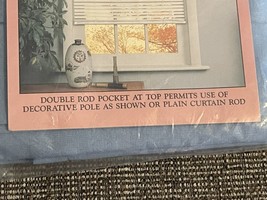 DOUBLE ROD POCKET AT TOP PERMITS USE OF
DECORATIVE POLE AS SHOWN OR PLAIN CURTAIN ROD